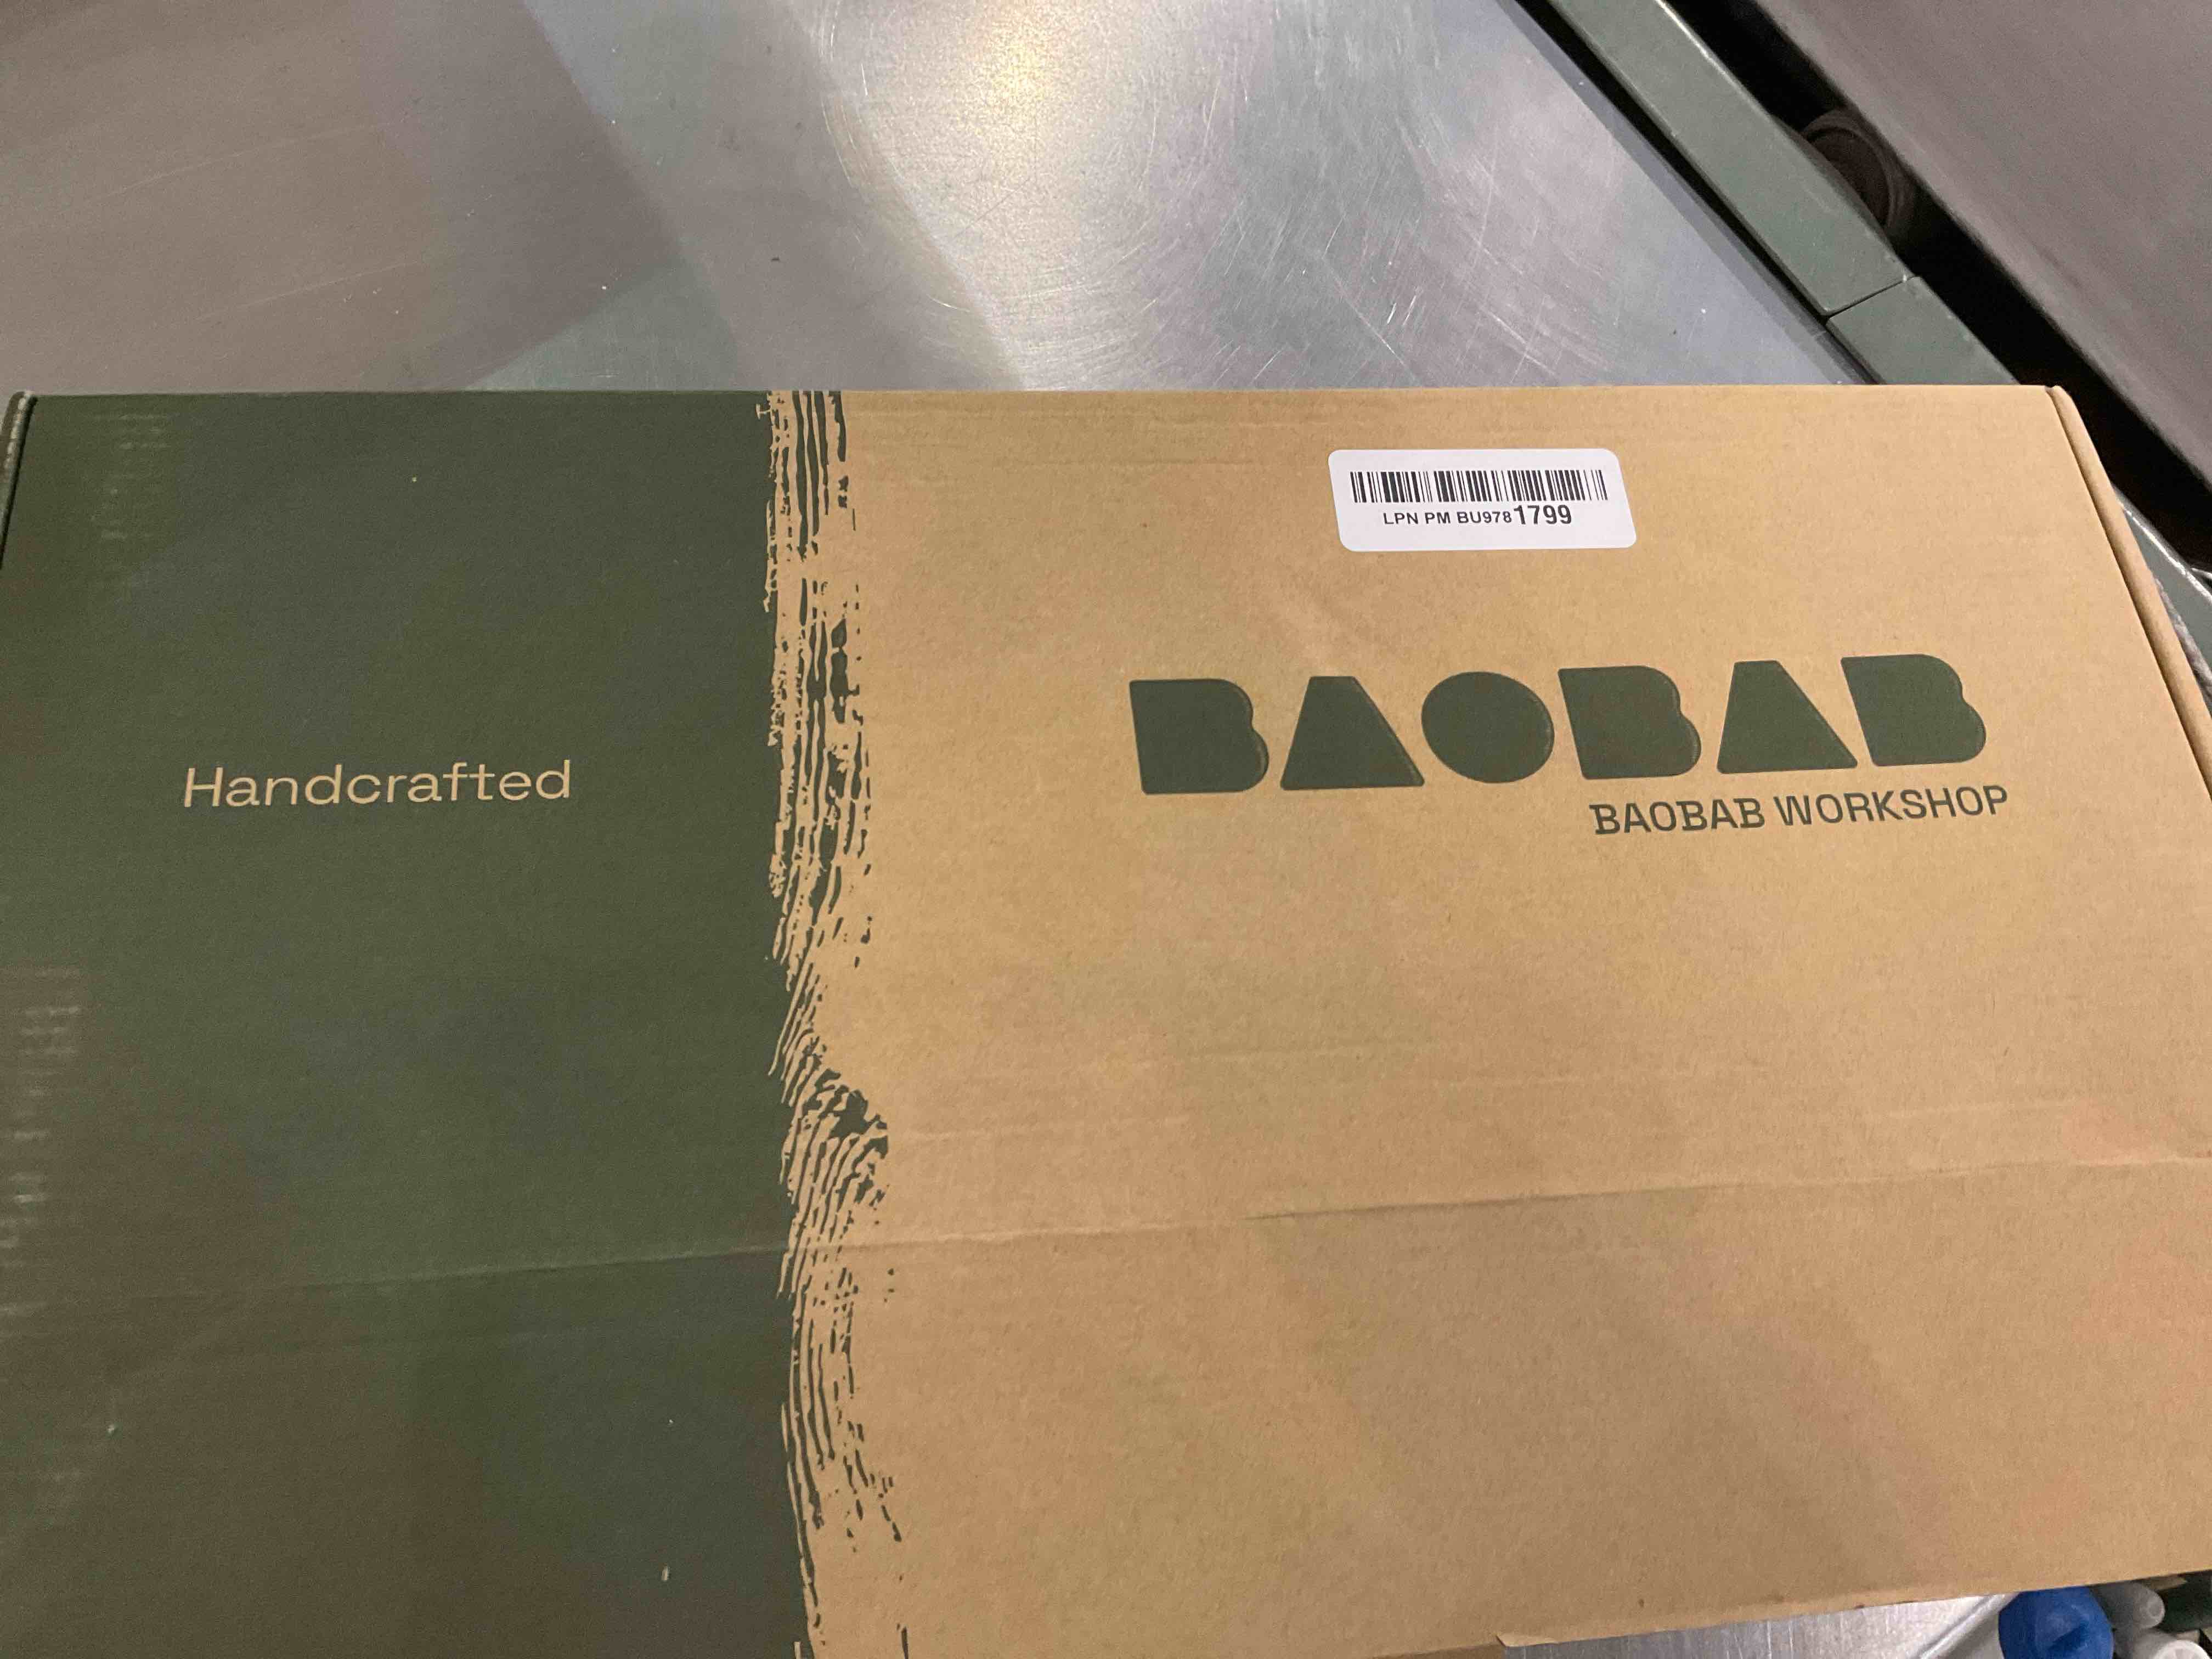 LPN PM BU9781799
Handcrafted
BAOBAB
BAOBAB WORKSHOP